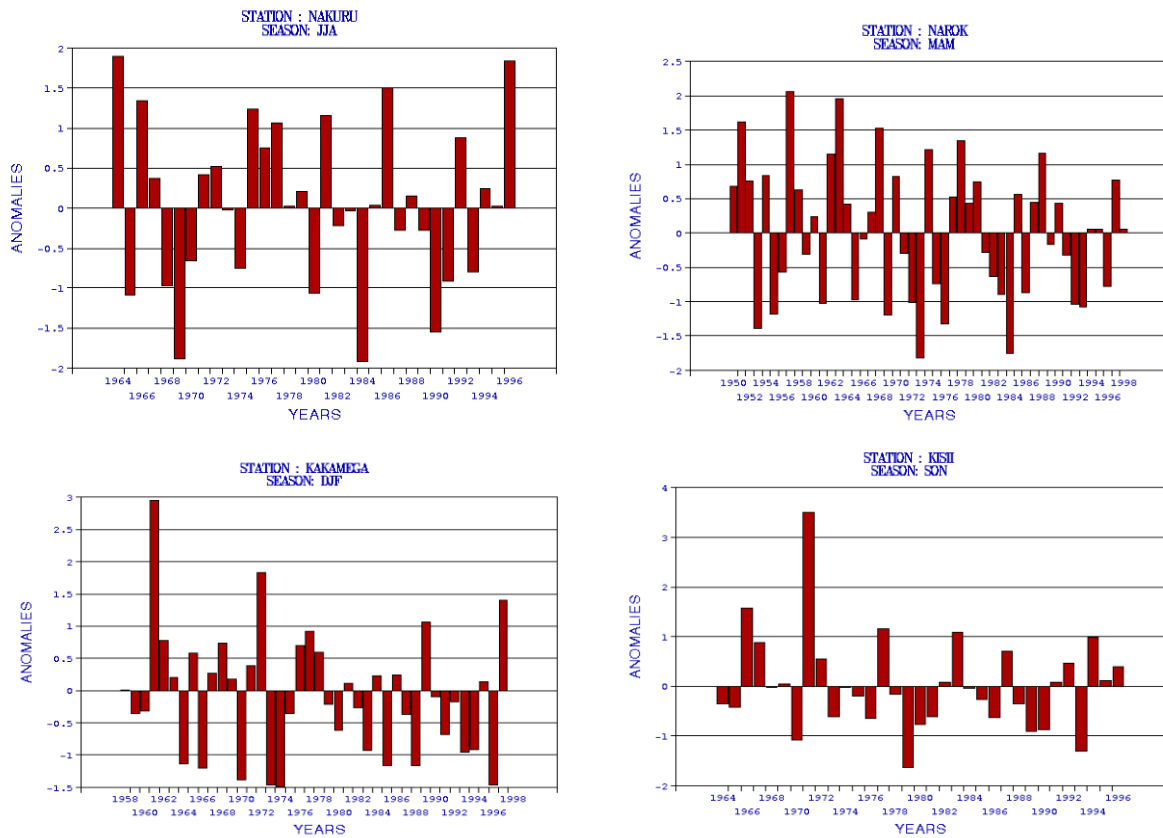 STATION : NAKURU
SEASON: JJA
2
1.5
1
0.5
0
-0.5
-1
-1.5
-2
ANOMALIES
1964 1968 1972 1976 1980 1984 1988 1992 1996
1966 1970 1974 1978 1982 1986 1990 1994
YEARS
STATION : NAROK
SEASON: MAM
2.5
2
1.5
1
0.5
0
-0.5
-1
-1.5
-2
ANOMALIES
1950 1954 1958 1962 1966 1970 1974 1978 1982 1986 1990 1994 1998
1952 1956 1960 1964 1968 1972 1976 1980 1984 1988 1992 1996
YEARS
STATION : KAKAMEGA
SEASON: DJF
3
2.5
2
1.5
1
0.5
0
-0.5
-1
-1.5
ANOMALIES
1958 1962 1966 1970 1974 1978 1982 1986 1990 1994 1998
1960 1964 1968 1972 1976 1980 1984 1988 1992 1996
YEARS
STATION : KISII
SEASON: SON
4
3
2
1
0
-1
-2
ANOMALIES
1964 1968 1972 1976 1980 1984 1988 1992 1996
1966 1970 1974 1978 1982 1986 1990 1994
YEARS